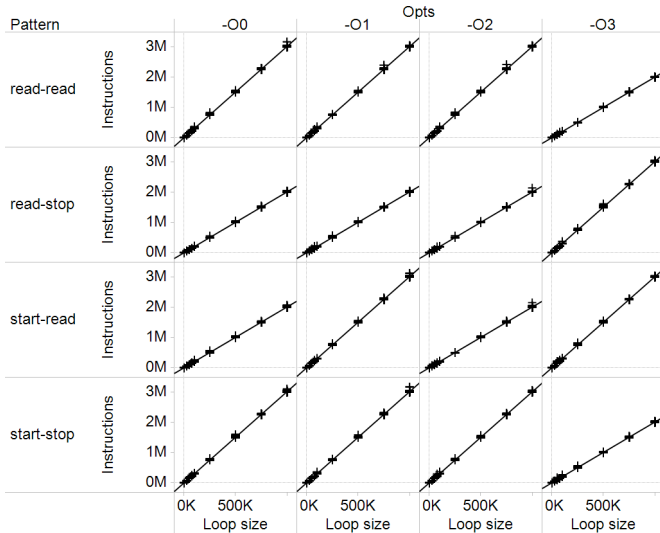 Opts
Pattern -O0 -O1 -O2 -O3
read-read Instructions 3M 2M 1M 0M
read-stop Instructions 3M 2M 1M 0M
start-read Instructions 3M 2M 1M 0M
start-stop Instructions 3M 2M 1M 0M
0K 500K 0K 500K 0K 500K 0K 500K
Loop size Loop size Loop size Loop size